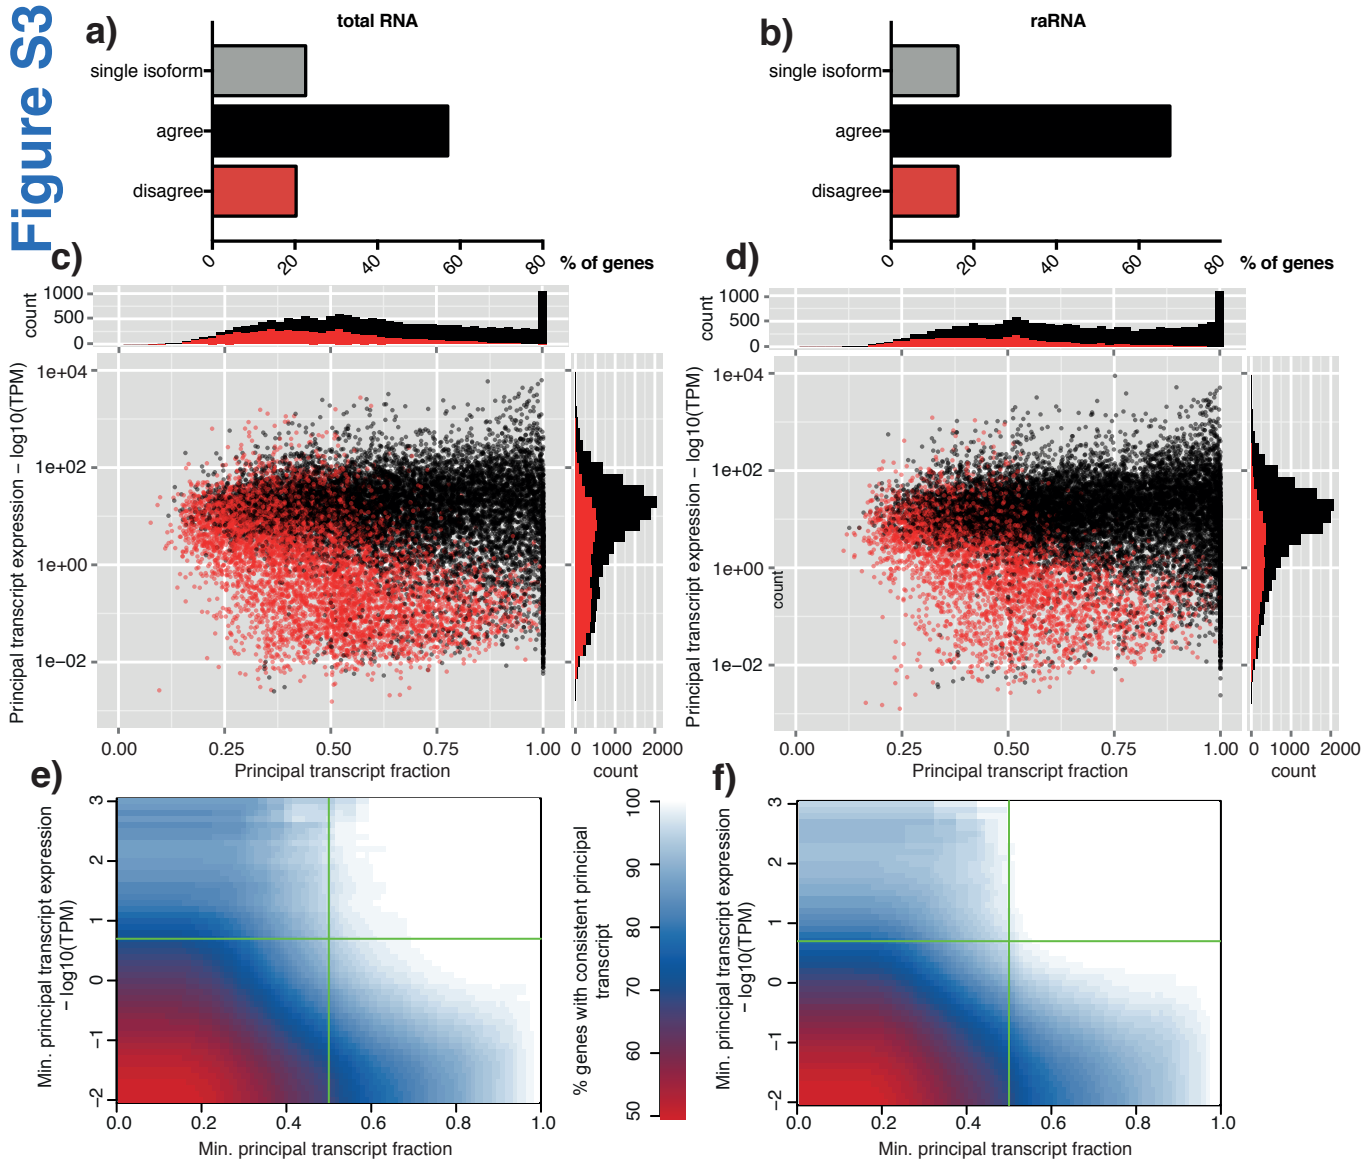 Figure S3
a)
total RNA
single isoform
agree
disagree
0
20
40
60
80
% of genes
b)
raRNA
single isoform
agree
disagree
0
20
40
60
80
% of genes
c)
count
1000
500
0
Principal transcript expression – log10(TPM)
1e+04
1e+02
1e+00
1e−02
0.00
0.25
0.50
0.75
1.00
Principal transcript fraction
0
1000
2000
count
d)
count
1000
500
0
Principal transcript expression – log10(TPM)
1e+04
1e+02
1e+00
count
1e−02
0.00
0.25
0.50
0.75
1.00
Principal transcript fraction
0
1000
2000
count
e)
Min. principal transcript expression
– log10(TPM)
3
2
1
0
−1
−2
0.0
0.2
0.4
0.6
0.8
1.0
Min. principal transcript fraction
% genes with consistent principal
transcript
100
90
80
70
60
50
f)
Min. principal transcript expression
– log10(TPM)
3
2
1
0
−1
−2
0.0
0.2
0.4
0.6
0.8
1.0
Min. principal transcript fraction